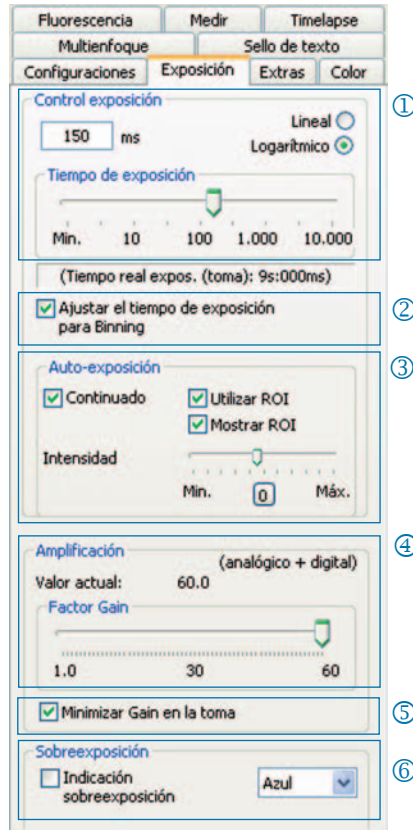 Fluorescencia Medir Timelapse
Multienfoque Sello de texto
Configuraciones Exposición Extras Color
Control exposición ①
150 ms Lineal
Logarítmico
Tiempo de exposición
Min. 10 100 1.000 10.000
(Tiempo real expos. (toma): 9s:000ms)
Ajustar el tiempo de exposición ②
para Binning
Auto-exposición ③
Continuado Utilizar ROI
Mostrar ROI
Intensidad
Min. 0 Máx.
Amplificación ④
(analógico + digital)
Valor actual: 60.0
Factor Gain
1.0 30 60
Minimizar Gain en la toma ⑤
Sobreexposición ⑥
Indicación Azul
sobreexposición